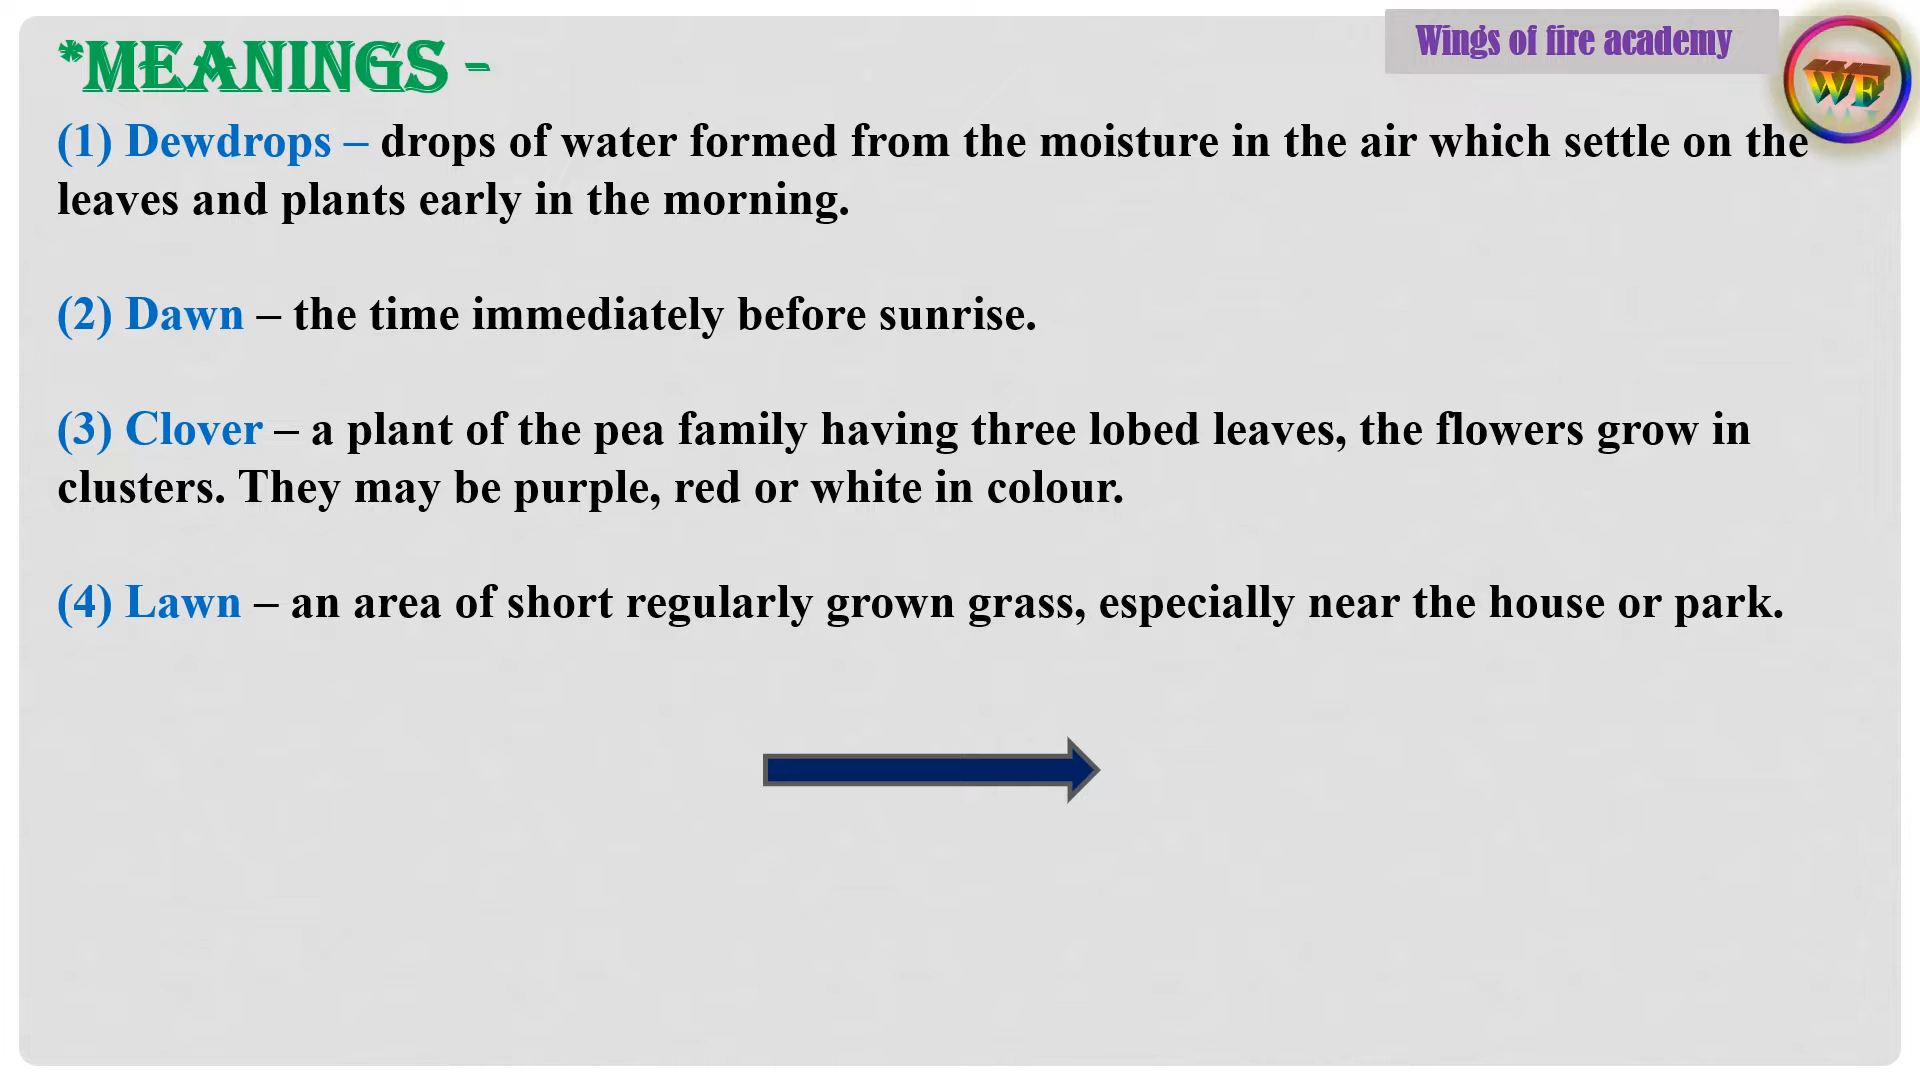 *MEANINGS -
Wings of fire academy
WF
(1) Dewdrops – drops of water formed from the moisture in the air which settle on the
leaves and plants early in the morning.
(2) Dawn – the time immediately before sunrise.
(3) Clover – a plant of the pea family having three lobed leaves, the flowers grow in
clusters. They may be purple, red or white in colour.
(4) Lawn – an area of short regularly grown grass, especially near the house or park.